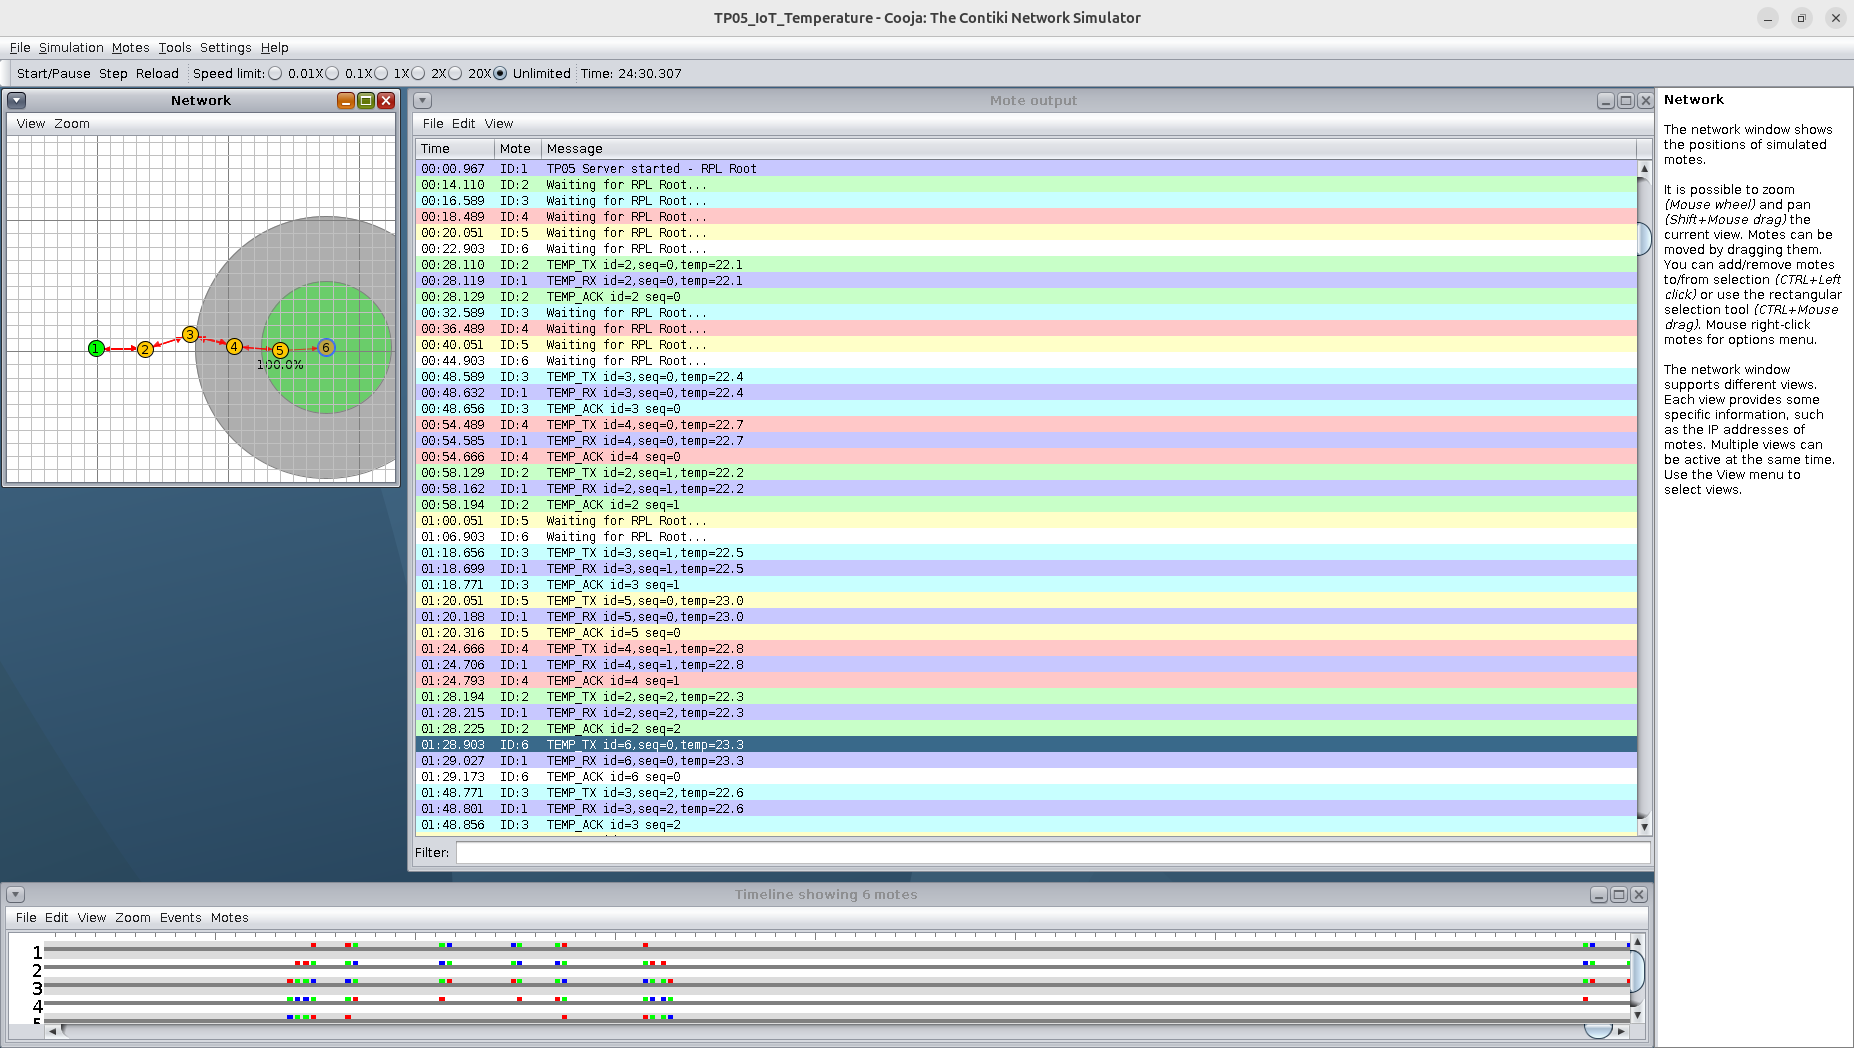 TP05_IoT_Temperature - Cooja: The Contiki Network Simulator
File Simulation Motes Tools Settings Help
Start/Pause Step Reload Speed limit: 0.01X 0.1X 1X 2X 20X Unlimited Time: 24:30.307
Network
View Zoom
1 2 3 4 5 6
100.0%
Mote output
File Edit View
Time Mote Message
00:00.967 ID:1 TP05 Server started - RPL Root
00:14.110 ID:2 Waiting for RPL Root...
00:16.589 ID:3 Waiting for RPL Root...
00:18.489 ID:4 Waiting for RPL Root...
00:20.051 ID:5 Waiting for RPL Root...
00:22.903 ID:6 Waiting for RPL Root...
00:28.110 ID:2 TEMP_TX id=2,seq=0,temp=22.1
00:28.119 ID:1 TEMP_RX id=2,seq=0,temp=22.1
00:28.129 ID:2 TEMP_ACK id=2 seq=0
00:32.589 ID:3 Waiting for RPL Root...
00:36.489 ID:4 Waiting for RPL Root...
00:40.051 ID:5 Waiting for RPL Root...
00:44.903 ID:6 Waiting for RPL Root...
00:48.589 ID:3 TEMP_TX id=3,seq=0,temp=22.4
00:48.632 ID:1 TEMP_RX id=3,seq=0,temp=22.4
00:48.656 ID:3 TEMP_ACK id=3 seq=0
00:54.489 ID:4 TEMP_TX id=4,seq=0,temp=22.7
00:54.585 ID:1 TEMP_RX id=4,seq=0,temp=22.7
00:54.666 ID:4 TEMP_ACK id=4 seq=0
00:58.129 ID:2 TEMP_TX id=2,seq=1,temp=22.2
00:58.162 ID:1 TEMP_RX id=2,seq=1,temp=22.2
00:58.194 ID:2 TEMP_ACK id=2 seq=1
01:00.051 ID:5 Waiting for RPL Root...
01:06.903 ID:6 Waiting for RPL Root...
01:18.656 ID:3 TEMP_TX id=3,seq=1,temp=22.5
01:18.699 ID:1 TEMP_RX id=3,seq=1,temp=22.5
01:18.771 ID:3 TEMP_ACK id=3 seq=1
01:20.051 ID:5 TEMP_TX id=5,seq=0,temp=23.0
01:20.188 ID:1 TEMP_RX id=5,seq=0,temp=23.0
01:20.316 ID:5 TEMP_ACK id=5 seq=0
01:24.666 ID:4 TEMP_TX id=4,seq=1,temp=22.8
01:24.706 ID:1 TEMP_RX id=4,seq=1,temp=22.8
01:24.793 ID:4 TEMP_ACK id=4 seq=1
01:28.194 ID:2 TEMP_TX id=2,seq=2,temp=22.3
01:28.215 ID:1 TEMP_RX id=2,seq=2,temp=22.3
01:28.225 ID:2 TEMP_ACK id=2 seq=2
01:28.903 ID:6 TEMP_TX id=6,seq=0,temp=23.3
01:29.027 ID:1 TEMP_RX id=6,seq=0,temp=23.3
01:29.173 ID:6 TEMP_ACK id=6 seq=0
01:48.771 ID:3 TEMP_TX id=3,seq=2,temp=22.6
01:48.801 ID:1 TEMP_RX id=3,seq=2,temp=22.6
01:48.856 ID:3 TEMP_ACK id=3 seq=2
Filter:
Network
The network window shows
the positions of simulated
motes.
It is possible to zoom
(Mouse wheel) and pan
(Shift+Mouse drag) the
current view. Motes can be
moved by dragging them.
You can add/remove motes
to/from selection (CTRL+Left
click) or use the rectangular
selection tool (CTRL+Mouse
drag). Mouse right-click
motes for options menu.
The network window
supports different views.
Each view provides some
specific information, such
as the IP addresses of
motes. Multiple views can
be active at the same time.
Use the View menu to
select views.
Timeline showing 6 motes
File Edit View Zoom Events Motes
1
2
3
4
5